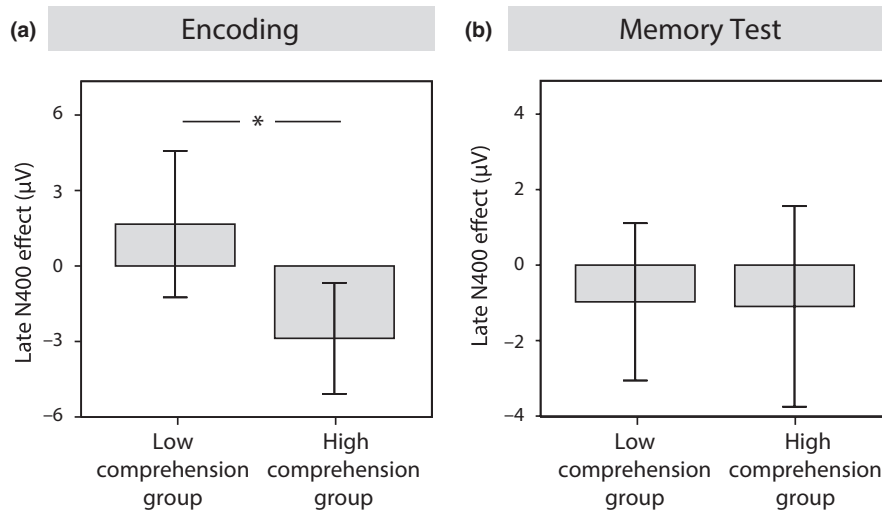 (a) Encoding
Late N400 effect (µV)
6
3
0
−3
−6
*
Low
comprehension
group
High
comprehension
group
(b) Memory Test
Late N400 effect (µV)
4
2
0
−2
−4
Low
comprehension
group
High
comprehension
group